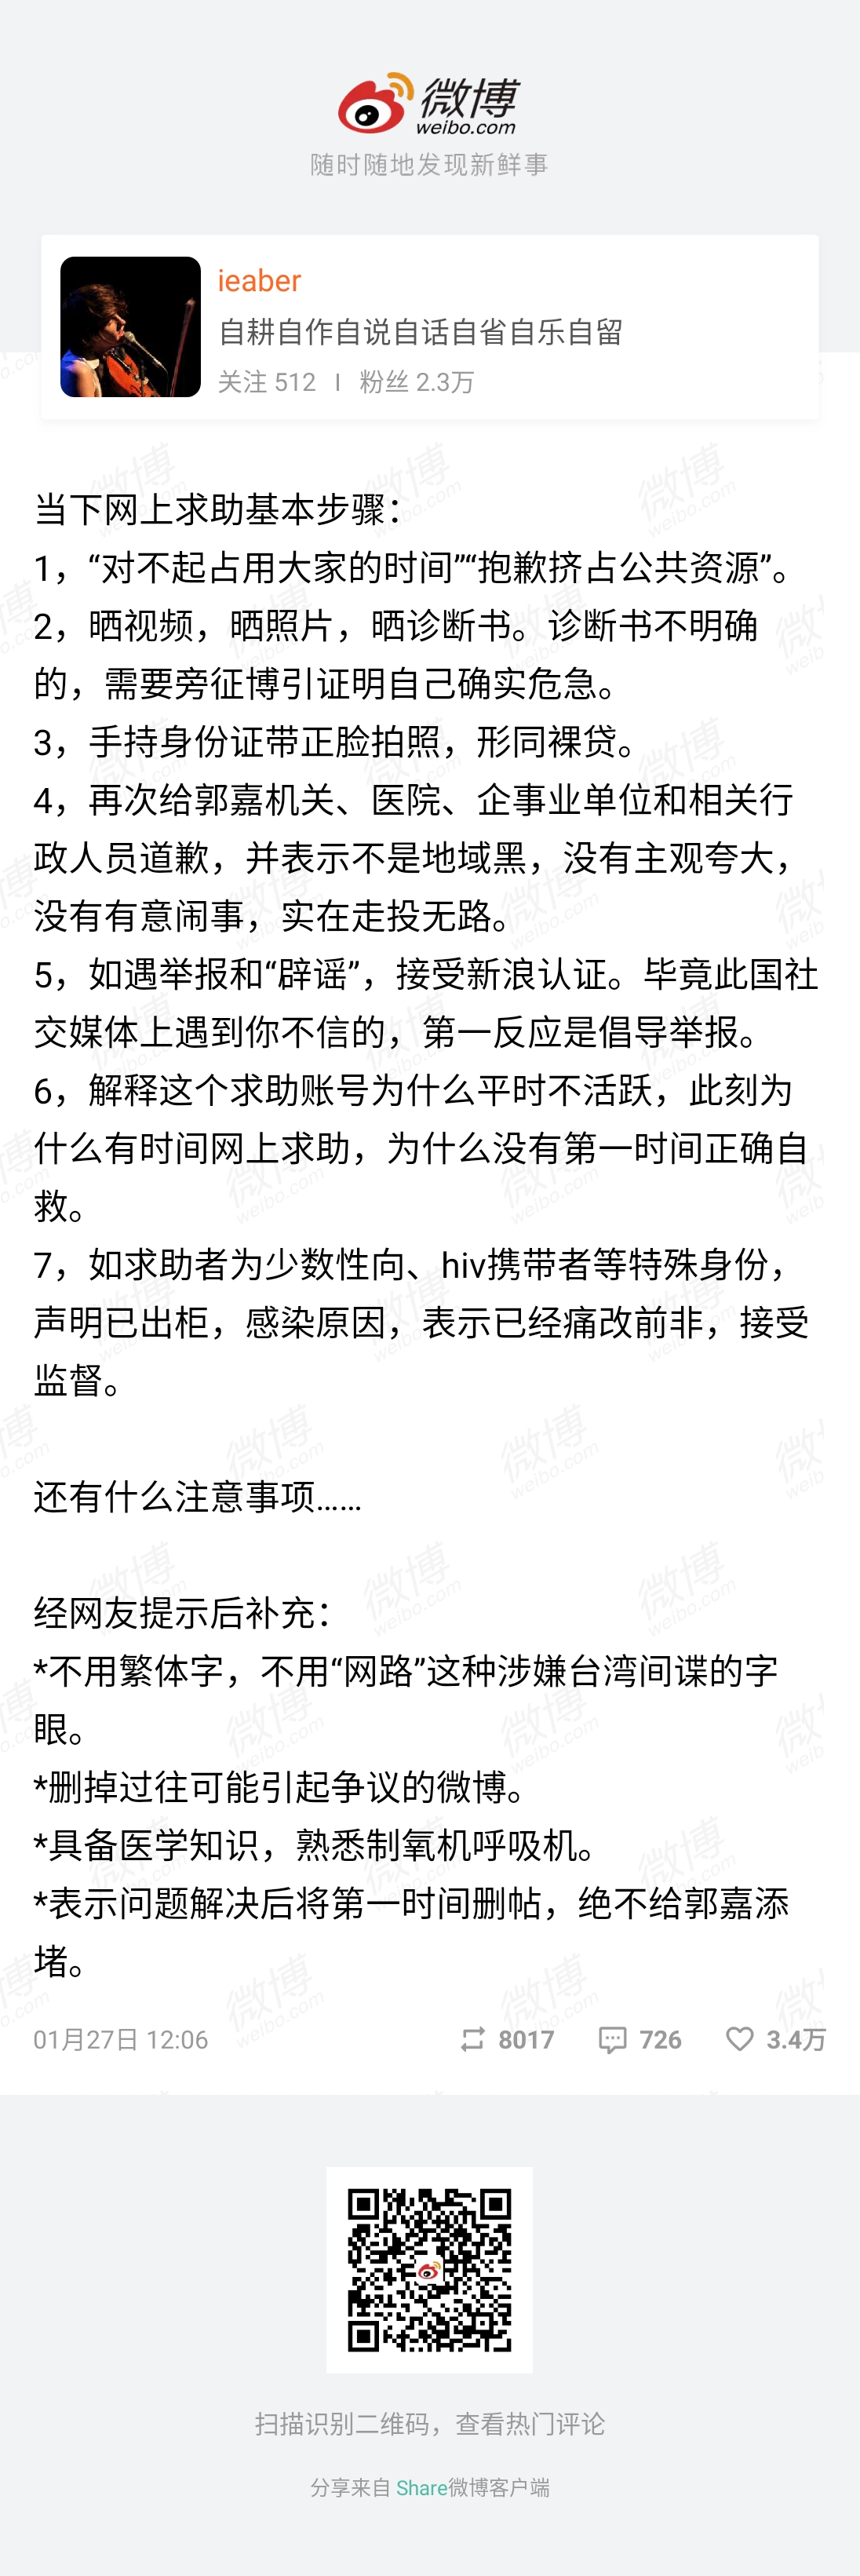 微博
weibo.com
随时随地发现新鲜事
ieaber
自耕自作自说自话自省自乐自留
关注 512 | 粉丝 2.3万
当下网上求助基本步骤：
1，“对不起占用大家的时间”“抱歉挤占公共资源”。
2，晒视频，晒照片，晒诊断书。诊断书不明确
的，需要旁征博引证明自己确实危急。
3，手持身份证带正脸拍照，形同裸贷。
4，再次给郭嘉机关、医院、企事业单位和相关行
政人员道歉，并表示不是地域黑，没有主观夸大，
没有有意闹事，实在走投无路。
5，如遇举报和“辟谣”，接受新浪认证。毕竟此国社
交媒体上遇到你不信的，第一反应是倡导举报。
6，解释这个求助账号为什么平时不活跃，此刻为
什么有时间网上求助，为什么没有第一时间正确自
救。
7，如求助者为少数性向、hiv携带者等特殊身份，
声明已出柜，感染原因，表示已经痛改前非，接受
监督。
还有什么注意事项......
经网友提示后补充：
*不用繁体字，不用“网路”这种涉嫌台湾间谍的字
眼。
*删掉过往可能引起争议的微博。
*具备医学知识，熟悉制氧机呼吸机。
*表示问题解决后将第一时间删帖，绝不给郭嘉添
堵。
01月27日 12:06 8017 726 3.4万
扫描识别二维码，查看热门评论
分享来自 Share微博客户端